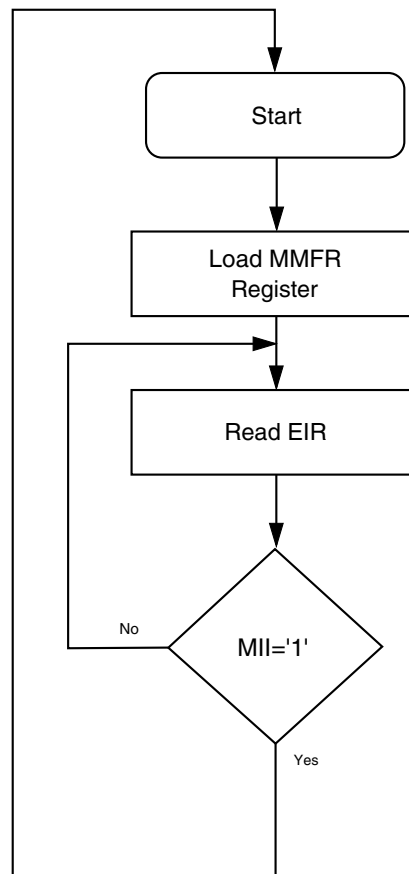 Start
Load MMFR
Register
Read EIR
MII='1'
No
Yes